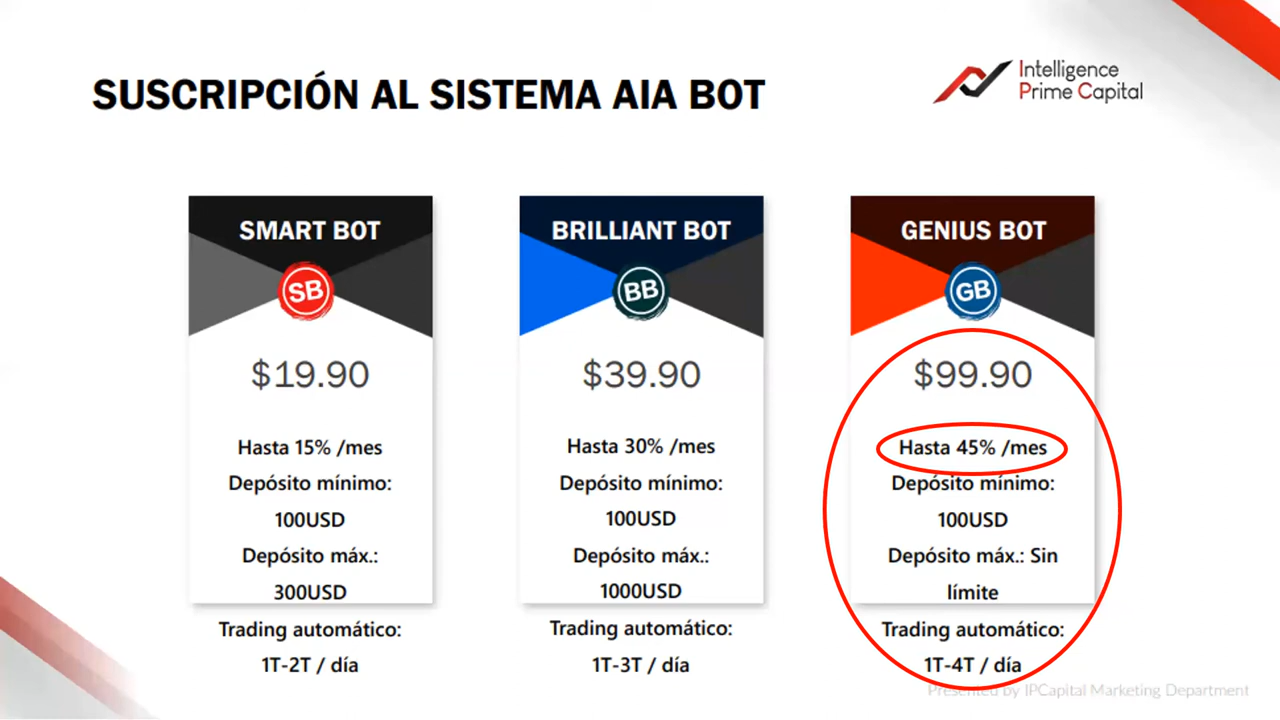 SUSCRIPCIÓN AL SISTEMA AIA BOT
Intelligence
Prime Capital
SMART BOT
SB
$19.90
Hasta 15% /mes
Depósito mínimo:
100USD
Depósito máx.:
300USD
Trading automático:
1T-2T / día
BRILLIANT BOT
BB
$39.90
Hasta 30% /mes
Depósito mínimo:
100USD
Depósito máx.:
1000USD
Trading automático:
1T-3T / día
GENIUS BOT
GB
$99.90
Hasta 45% /mes
Depósito mínimo:
100USD
Depósito máx.: Sin
límite
Trading automático:
1T-4T / día
Presented by IPCapital Marketing Department